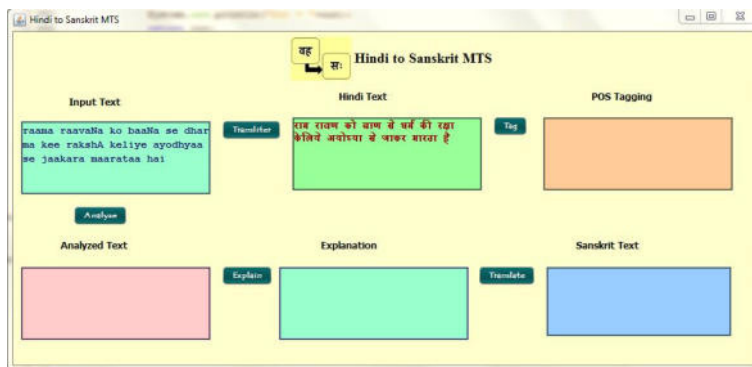 Hindi to Sanskrit MTS
वह
सः
Hindi to Sanskrit MTS
Input Text
Hindi Text
POS Tagging
raama raavaNa ko baaNa se dhar
ma kee rakshA keliye ayodhyaa
se jaakara maarataa hai
Transliter
राम रावण को बाण से धर्म की रक्षा
केलिये अयोध्या से जाकर मारता है
Tag
Analyse
Analyzed Text
Explanation
Sanskrit Text
Explain
Translate